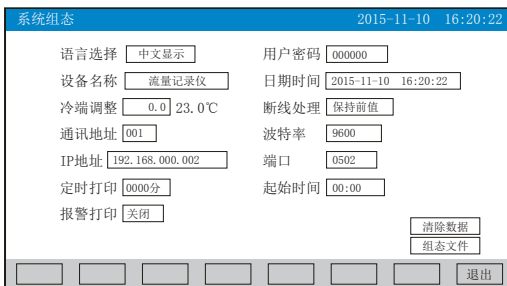 系统组态 2015-11-10 16:20:22
语言选择 中文显示 用户密码 000000
设备名称 流量记录仪 日期时间 2015-11-10 16:20:22
冷端调整 0.0 23.0℃ 断线处理 保持前值
通讯地址 001 波特率 9600
IP地址 192.168.000.002 端口 0502
定时打印 0000分 起始时间 00:00
报警打印 关闭
清除数据
组态文件
退出